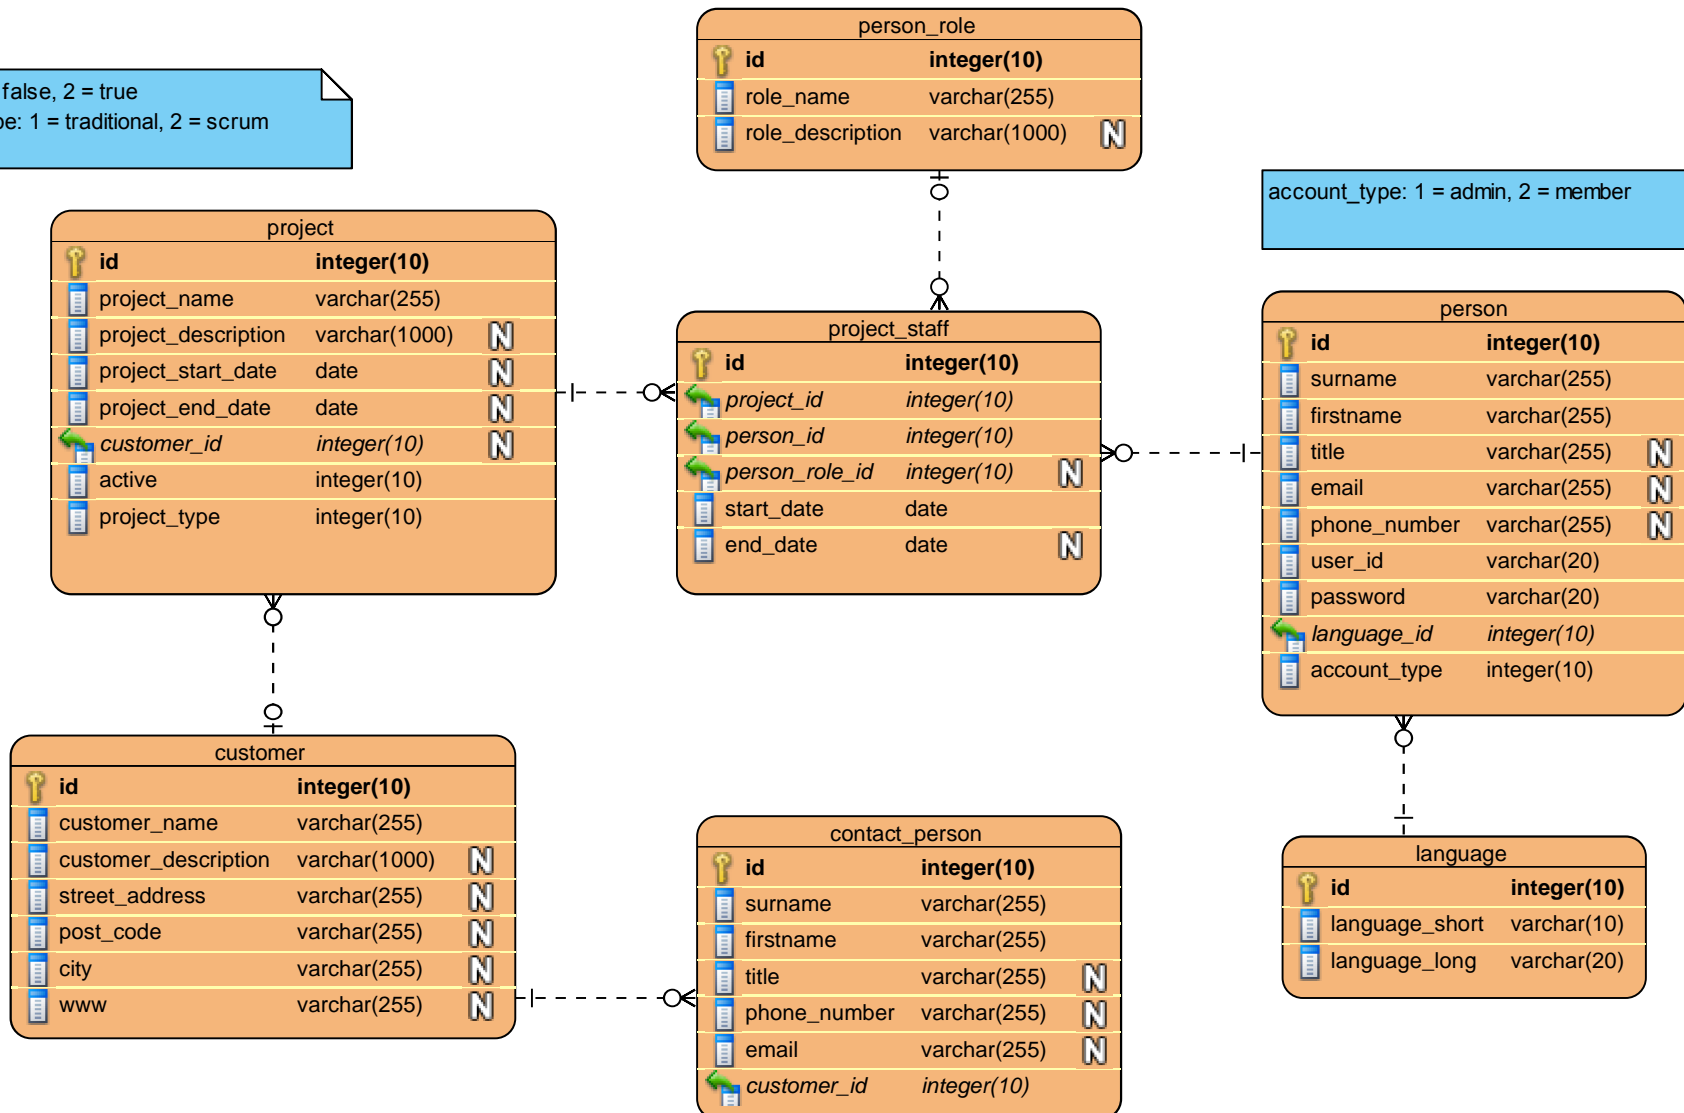 person_role
id integer(10)
role_name varchar(255)
role_description varchar(1000) N
false, 2 = true
pe: 1 = traditional, 2 = scrum
account_type: 1 = admin, 2 = member
project
id integer(10)
project_name varchar(255)
project_description varchar(1000) N
project_start_date date N
project_end_date date N
customer_id integer(10) N
active integer(10)
project_type integer(10)
project_staff
id integer(10)
project_id integer(10)
person_id integer(10)
person_role_id integer(10) N
start_date date
end_date date N
person
id integer(10)
surname varchar(255)
firstname varchar(255)
title varchar(255) N
email varchar(255) N
phone_number varchar(255) N
user_id varchar(20)
password varchar(20)
language_id integer(10)
account_type integer(10)
customer
id integer(10)
customer_name varchar(255)
customer_description varchar(1000) N
street_address varchar(255) N
post_code varchar(255) N
city varchar(255) N
www varchar(255) N
contact_person
id integer(10)
surname varchar(255)
firstname varchar(255)
title varchar(255) N
phone_number varchar(255) N
email varchar(255) N
customer_id integer(10)
language
id integer(10)
language_short varchar(10)
language_long varchar(20)